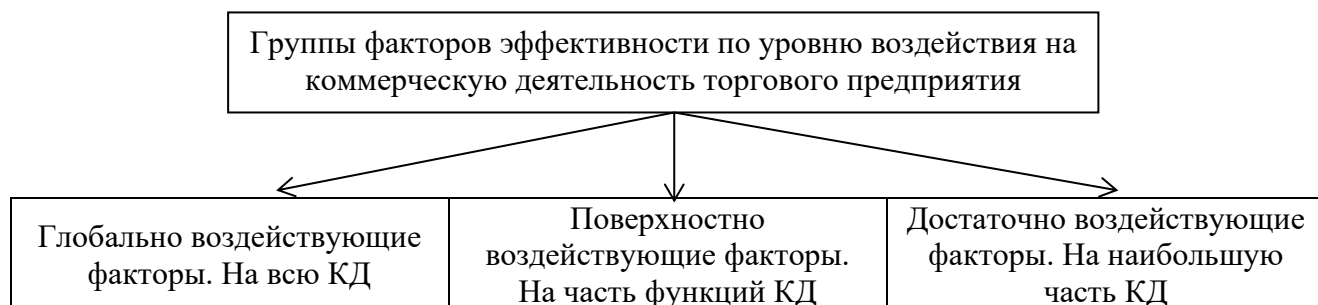 Группы факторов эффективности по уровню воздействия на
коммерческую деятельность торгового предприятия
Глобально воздействующие
факторы. На всю КД
Поверхностно
воздействующие факторы.
На часть функций КД
Достаточно воздействующие
факторы. На наибольшую
часть КД